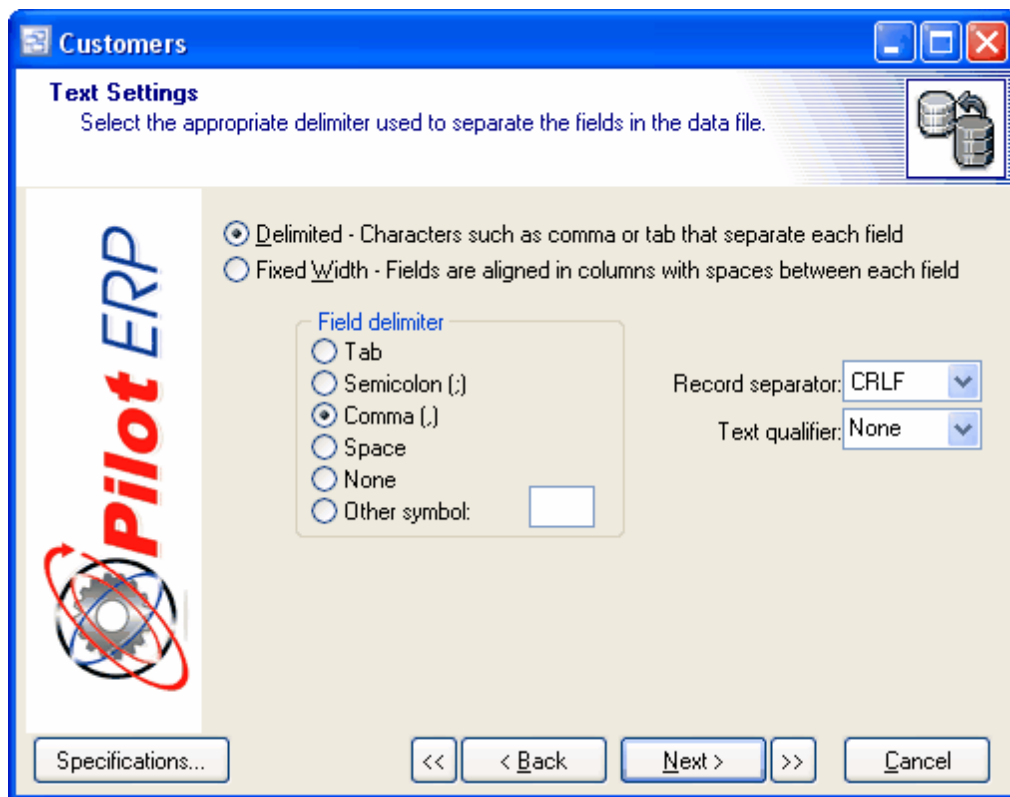 Customers
Text Settings
Select the appropriate delimiter used to separate the fields in the data file.
Pilot ERP
Delimited - Characters such as comma or tab that separate each field
Fixed Width - Fields are aligned in columns with spaces between each field
Field delimiter
Tab
Semicolon (;)
Comma (,)
Space
None
Other symbol:
Record separator: CRLF
Text qualifier: None
Specifications...
<<
< Back
Next >
>>
Cancel